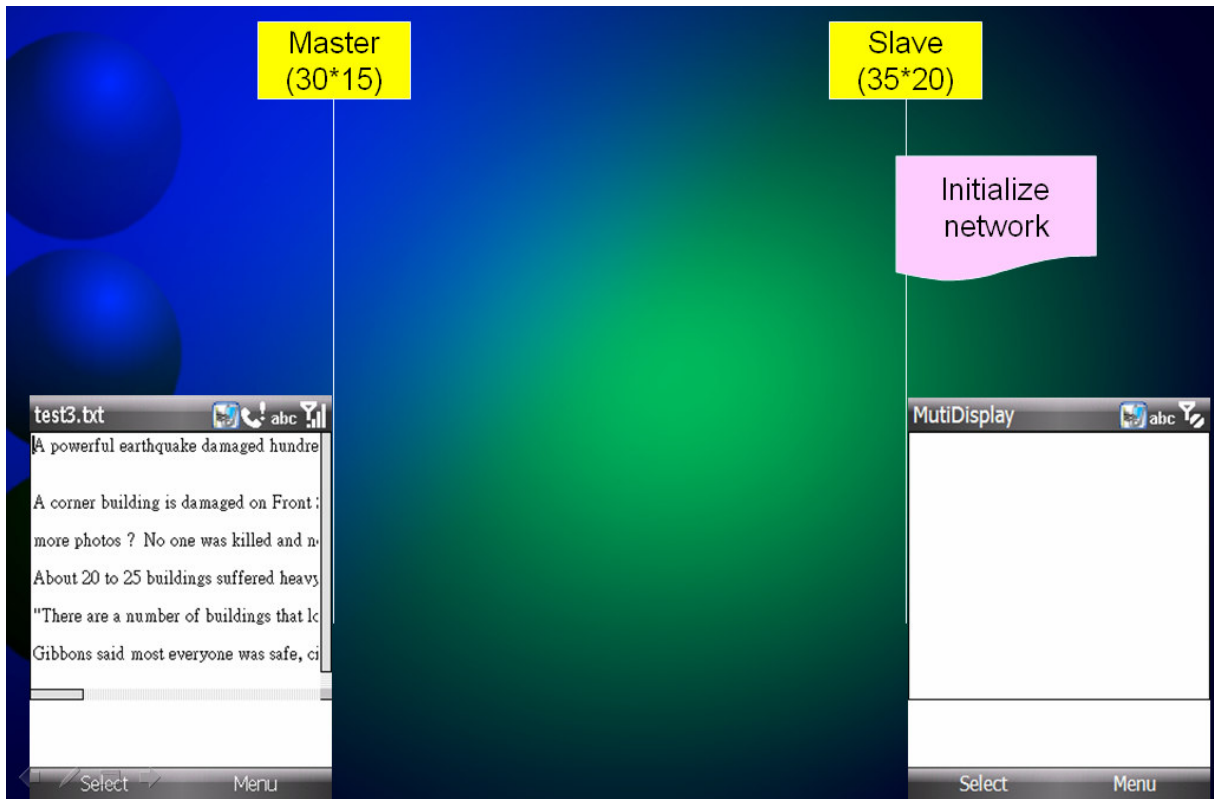 Master
(30*15)
Slave
(35*20)
Initialize
network
test3.txt abc
A powerful earthquake damaged hundre
A corner building is damaged on Front
more photos ? No one was killed and
About 20 to 25 buildings suffered heavy
"There are a number of buildings that
Gibbons said most everyone was safe, ci
Select Menu
MutiDisplay abc
Select Menu